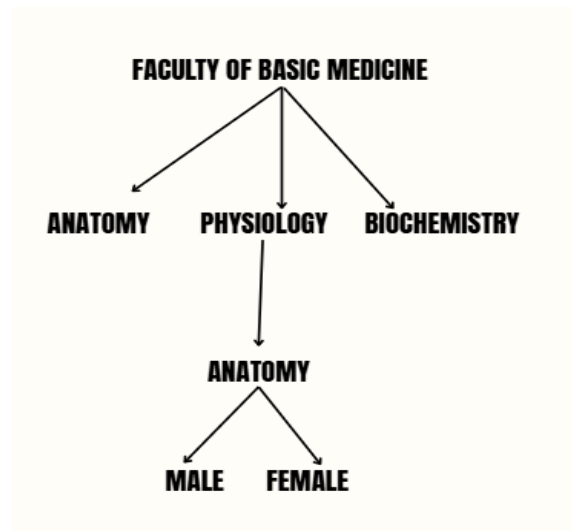 FACULTY OF BASIC MEDICINE
ANATOMY PHYSIOLOGY BIOCHEMISTRY
ANATOMY
MALE FEMALE